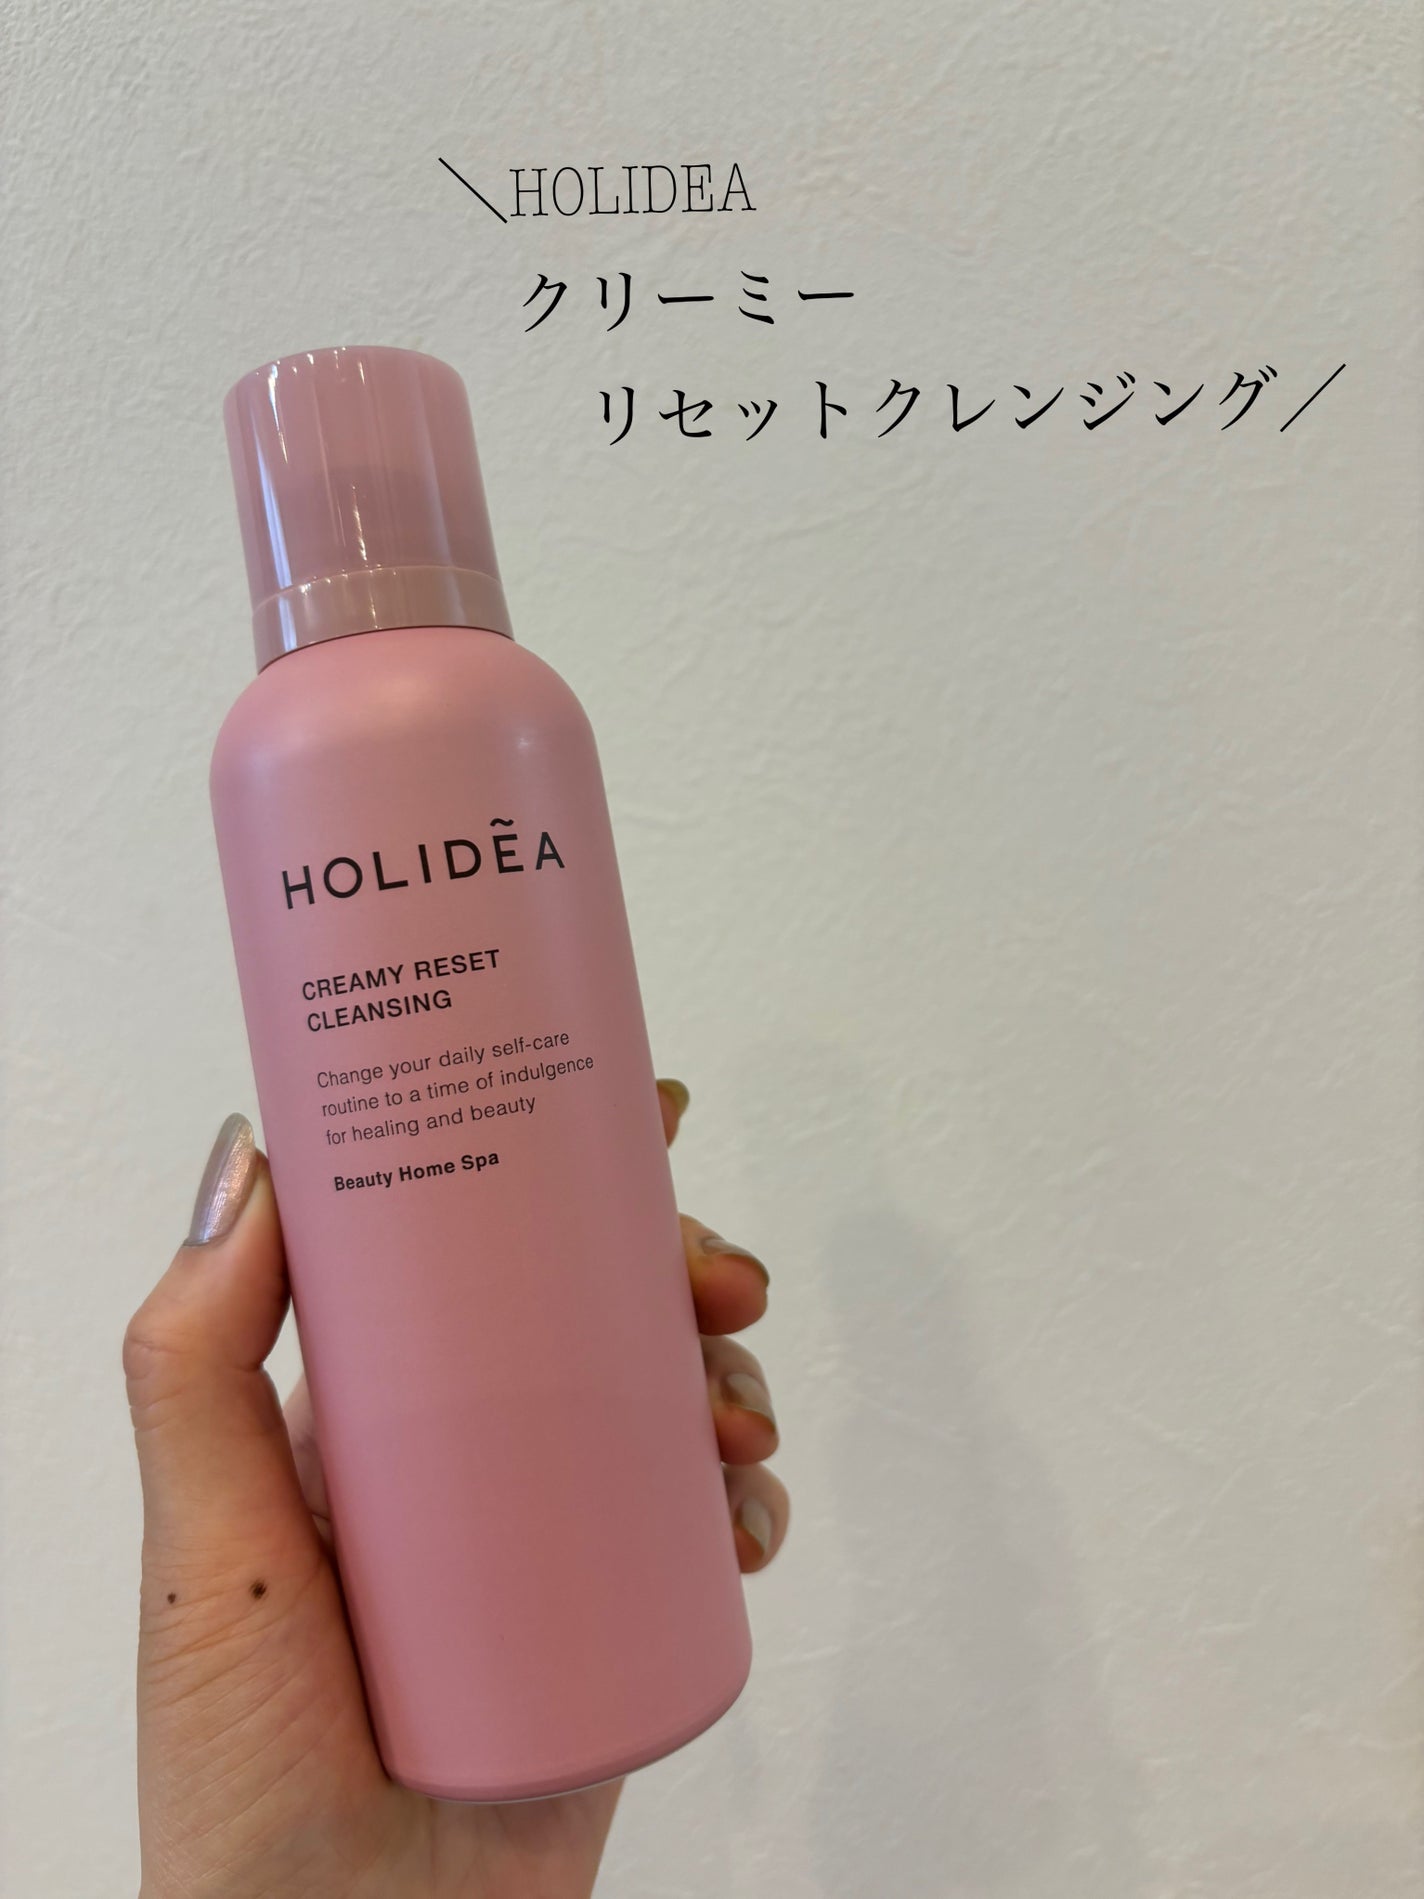 ＼HOLIDEA
クリーミー
リセットクレンジング／
HOLIDẼA
CREAMY RESET
CLEANSING
Change your daily self-care
routine to a time of indulgence
for healing and beauty
Beauty Home Spa